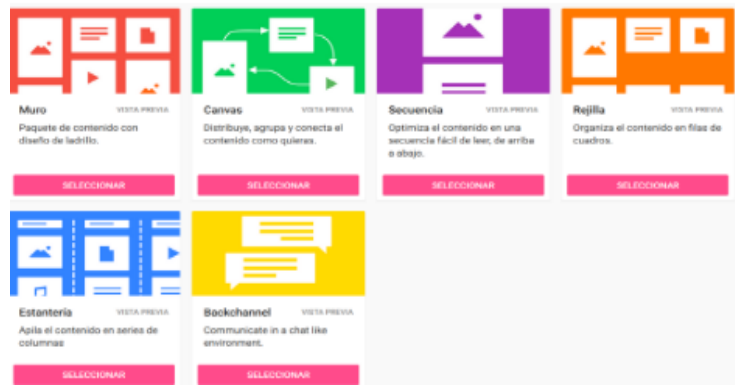 Muro VISTA PREVIA
Paquete de contenido con
diseño de ladrillo.
SELECCIONAR
Canvas VISTA PREVIA
Distribuye, agrupa y conecta el
contenido como quieras.
SELECCIONAR
Secuencia VISTA PREVIA
Optimiza el contenido en una
secuencia fácil de leer, de arriba
a abajo.
SELECCIONAR
Rejilla VISTA PREVIA
Organiza el contenido en filas de
cuadros.
SELECCIONAR
Estantería VISTA PREVIA
Apila el contenido en series de
columnas
SELECCIONAR
Backchannel VISTA PREVIA
Communicate in a chat like
environment.
SELECCIONAR